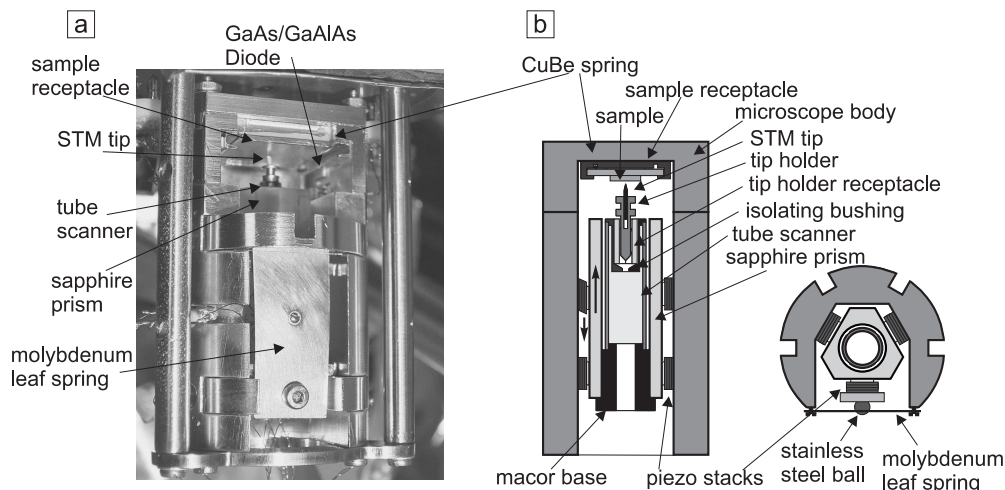 a
GaAs/GaAlAs
Diode
sample
receptacle
STM tip
tube
scanner
sapphire
prism
molybdenum
leaf spring
b
CuBe spring
sample receptacle
sample
microscope body
STM tip
tip holder
tip holder receptacle
isolating bushing
tube scanner
sapphire prism
macor base
piezo stacks
stainless
steel ball
molybdenum
leaf spring